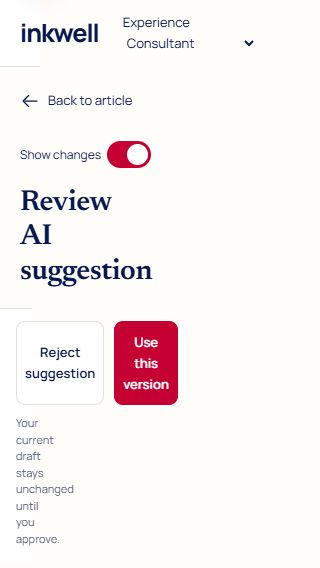 inkwell
Experience
Consultant
Back to article
Show changes
Review
AI
suggestion
Reject
suggestion
Use
this
version
Your
current
draft
stays
unchanged
until
you
approve.